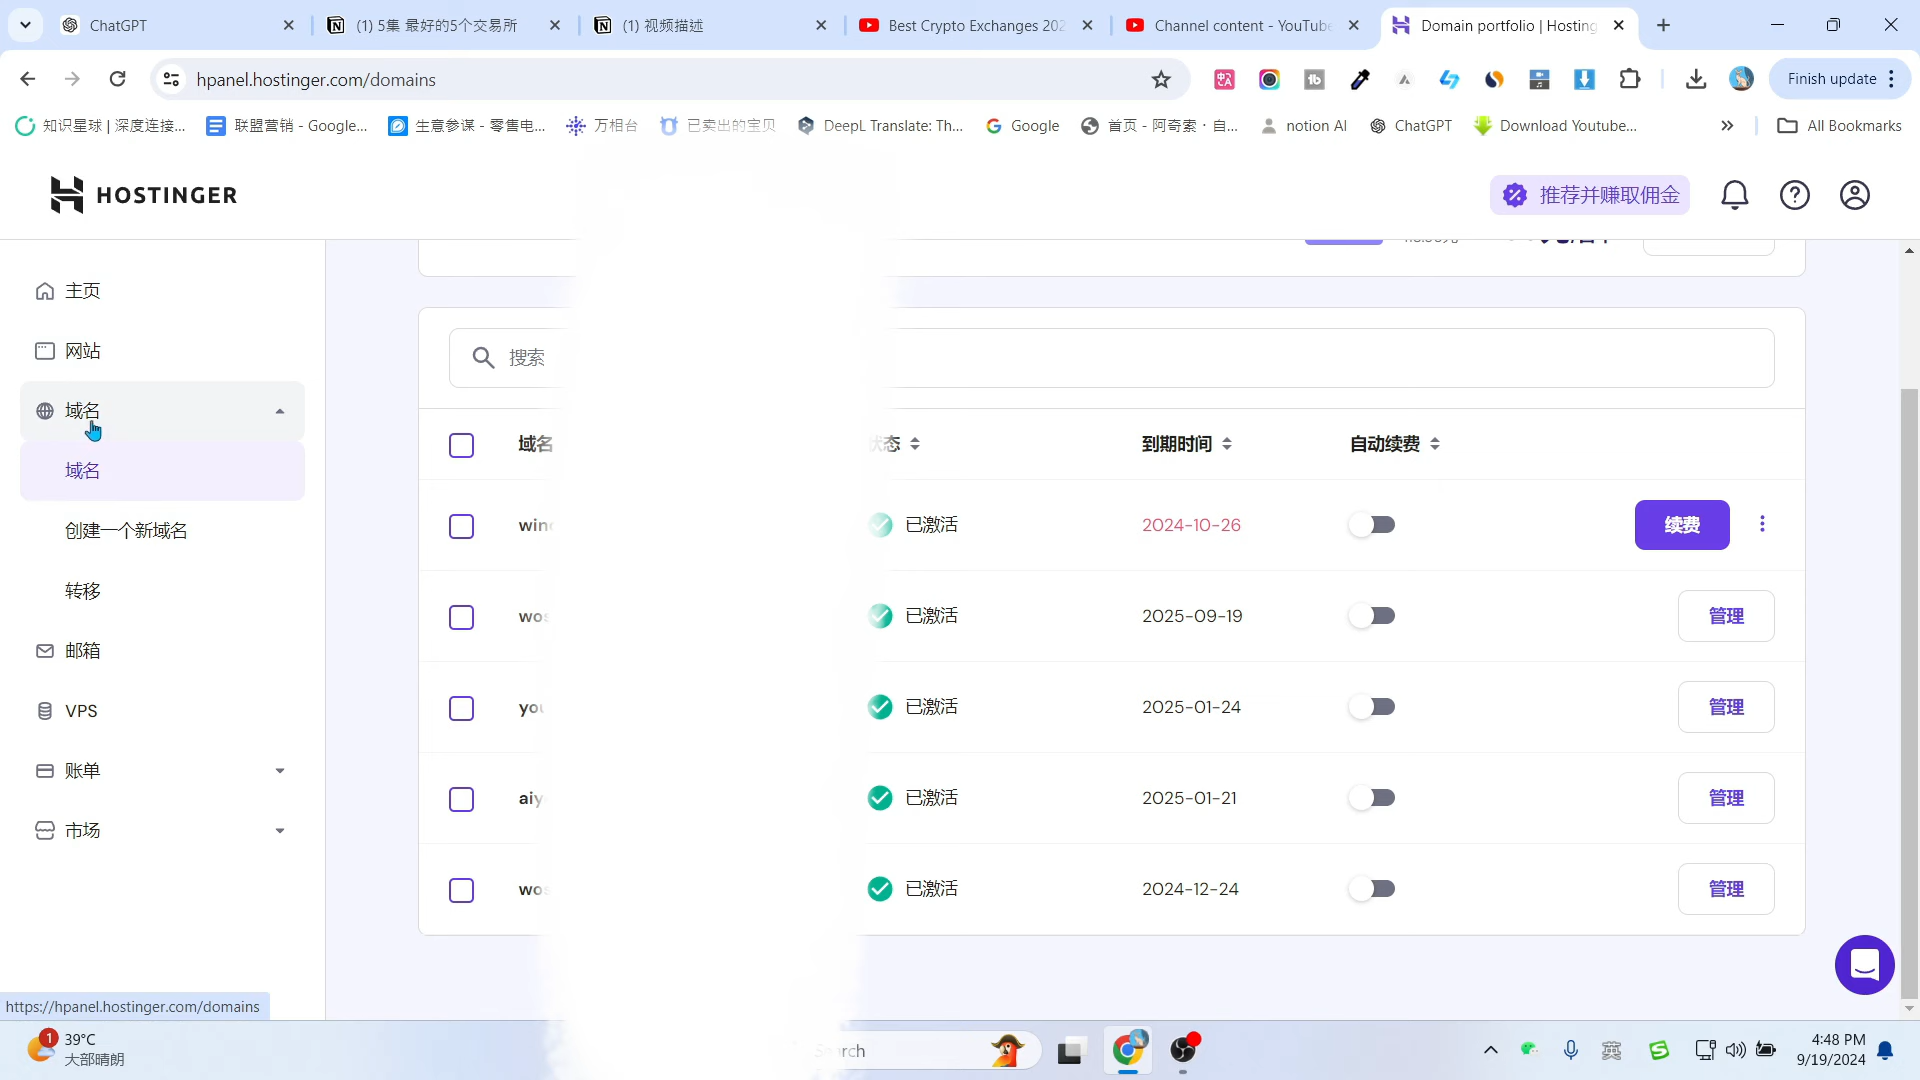 ChatGPT
(1) 5集 最好的5个交易所
(1) 视频描述
Best Crypto Exchanges 202
Channel content - YouTube
Domain portfolio | Hosting
hpanel.hostinger.com/domains
Finish update
知识星球 | 深度连接...
联盟营销 - Google...
生意参谋 - 零售电...
万相台
已卖出的宝贝
DeepL Translate: Th...
Google
首页 - 阿奇索 · 自...
notion AI
ChatGPT
Download Youtube...
All Bookmarks
HOSTINGER
推荐并赚取佣金
主页
网站
域名
域名
创建一个新域名
转移
邮箱
VPS
账单
市场
搜索
域名
状态
到期时间
自动续费
已激活
2024-10-26
续费
已激活
2025-09-19
管理
已激活
2025-01-24
管理
已激活
2025-01-21
管理
已激活
2024-12-24
管理
https://hpanel.hostinger.com/domains
1
39°C
大部晴朗
Search
英
4:48 PM
9/19/2024